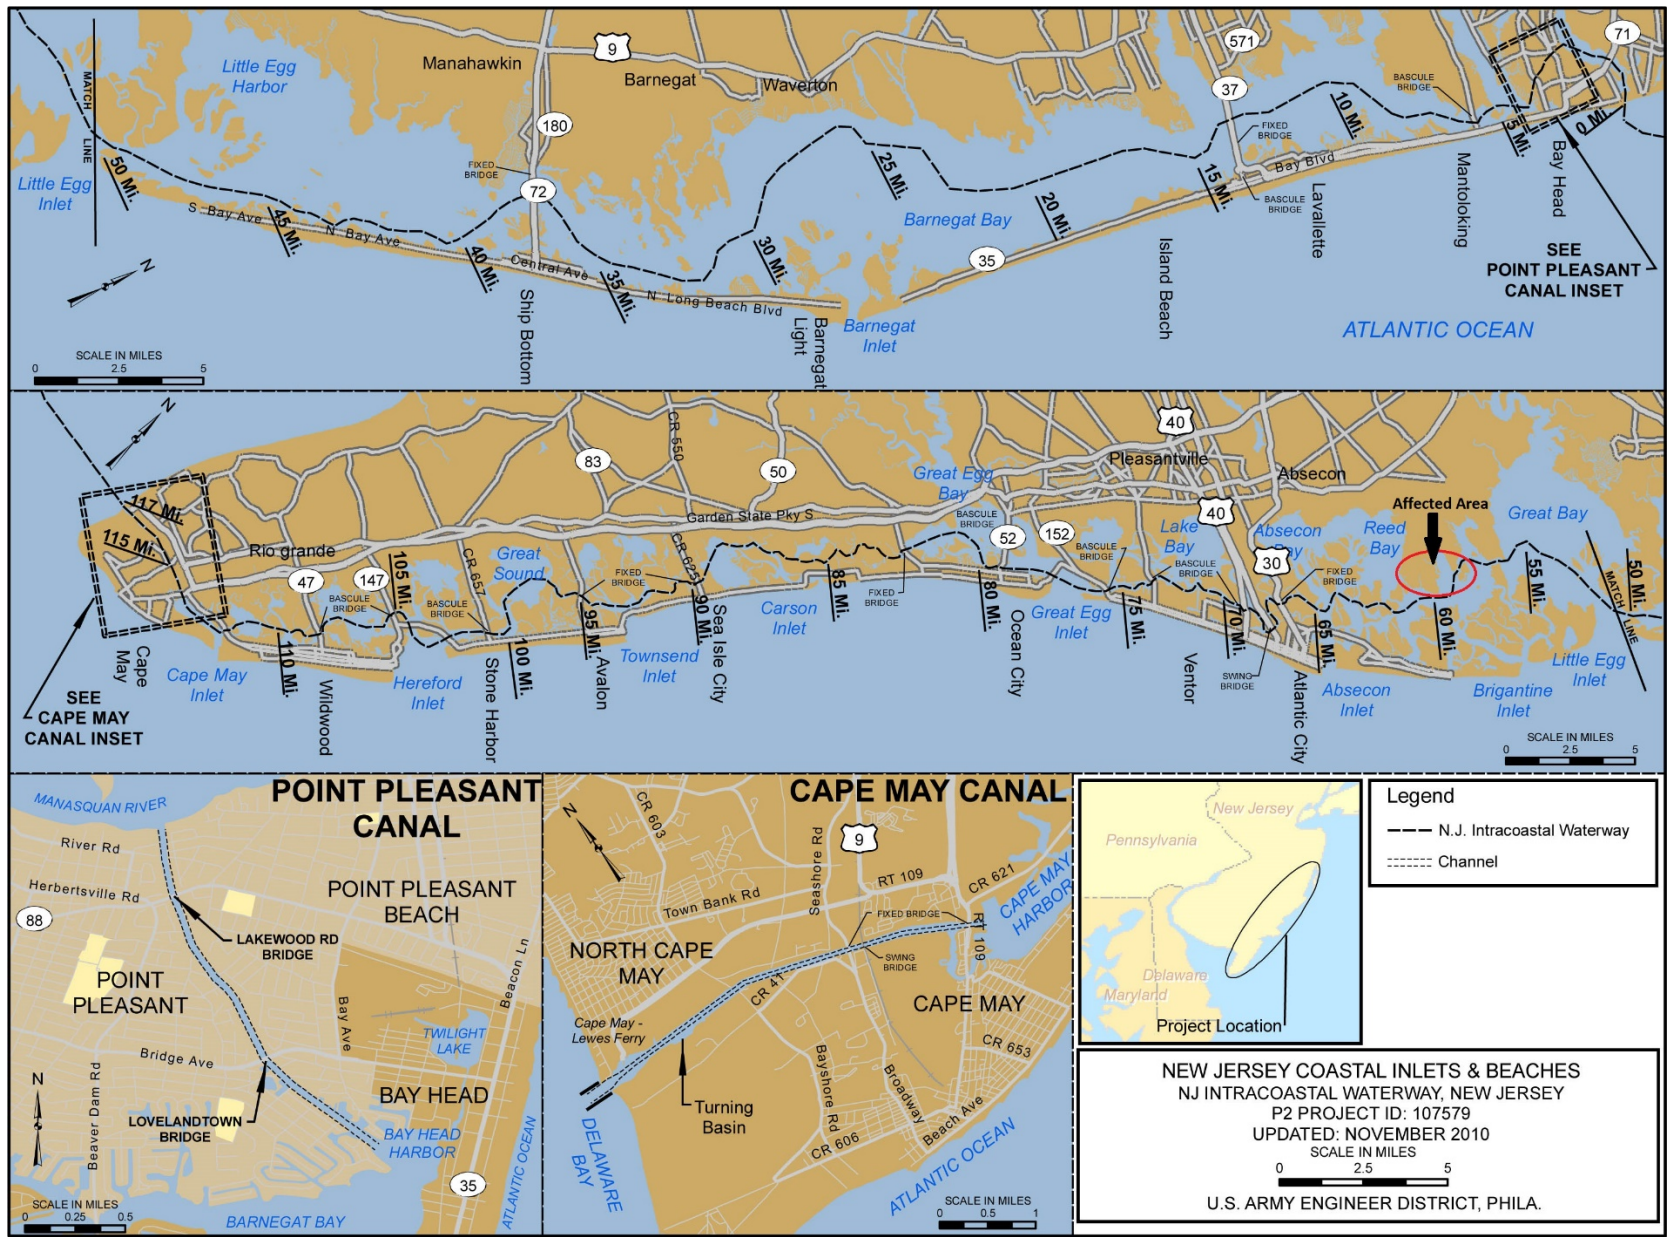 Little Egg
Harbor
Manahawkin
9
Barnegat
Waverton
571
71
37
180
72
35
MATCH LINE
Little Egg
Inlet
50 Mi.
S Bay Ave
45 Mi.
N Bay Ave
FIXED
BRIDGE
40 Mi.
Central Ave
35 Mi.
N Long Beach Blvd
30 Mi.
25 Mi.
Barnegat Bay
20 Mi.
15 Mi.
FIXED
BRIDGE
BASCULE
BRIDGE
Bay Blvd
10 Mi.
BASCULE
BRIDGE
5 Mi.
0 Mi.
Ship Bottom
Barnegat
Light
Barnegat
Inlet
Island Beach
Lavallette
Mantoloking
Bay Head
SEE
POINT PLEASANT
CANAL INSET
ATLANTIC OCEAN
N
SCALE IN MILES
0 2.5 5
N
117 Mi.
115 Mi.
Rio grande
47
147
105 Mi.
CR 657
83
CR 550
50
Garden State Pky S
CR 625
Great
Sound
BASCULE
BRIDGE
BASCULE
BRIDGE
FIXED
BRIDGE
Great Egg
Bay
BASCULE
BRIDGE
52
152
40
Pleasantville
Absecon
40
Lake
Bay
Absecon
Bay
30
Reed
Bay
Affected Area
Great Bay
BASCULE
BRIDGE
BASCULE
BRIDGE
FIXED
BRIDGE
FIXED
BRIDGE
SWING
BRIDGE
55 Mi.
50 Mi.
MATCH LINE
60 Mi.
65 Mi.
70 Mi.
75 Mi.
80 Mi.
85 Mi.
90 Mi.
95 Mi.
100 Mi.
110 Mi.
SEE
CAPE MAY
CANAL INSET
Cape
May
Cape May
Inlet
Wildwood
Hereford
Inlet
Stone Harbor
Avalon
Townsend
Inlet
Sea Isle City
Carson
Inlet
Ocean City
Great Egg
Inlet
Ventor
Atlantic City
Absecon
Inlet
Brigantine
Inlet
Little Egg
Inlet
SCALE IN MILES
0 2.5 5
POINT PLEASANT
CANAL
MANASQUAN RIVER
River Rd
Herbertsville Rd
88
POINT PLEASANT
BEACH
LAKEWOOD RD
BRIDGE
POINT
PLEASANT
Bay Ave
Beacon Ln
TWILIGHT
LAKE
Bridge Ave
BAY HEAD
N
Beaver Dam Rd
LOVELANDTOWN
BRIDGE
BAY HEAD
HARBOR
35
ATLANTIC OCEAN
SCALE IN MILES
0 0.25 0.5
BARNEGAT BAY
CAPE MAY CANAL
N
CR 603
Seashore Rd
9
RT 109
CR 621
CAPE MAY
HARBOR
Town Bank Rd
FIXED BRIDGE
RT 109
NORTH CAPE
MAY
SWING
BRIDGE
CR 47
CAPE MAY
Cape May -
Lewes Ferry
CR 653
Bayshore Rd
Broadway
Turning
Basin
Beach Ave
CR 606
DELAWARE
BAY
ATLANTIC OCEAN
SCALE IN MILES
0 0.5 1
New Jersey
Pennsylvania
Delaware
Maryland
Project Location
Legend
N.J. Intracoastal Waterway
Channel
NEW JERSEY COASTAL INLETS & BEACHES
NJ INTRACOASTAL WATERWAY, NEW JERSEY
P2 PROJECT ID: 107579
UPDATED: NOVEMBER 2010
SCALE IN MILES
0 2.5 5
U.S. ARMY ENGINEER DISTRICT, PHILA.